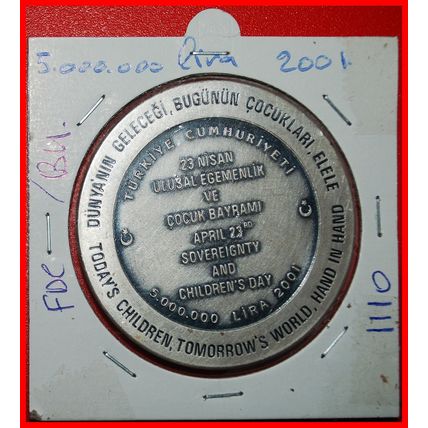 5.000.000 lira 2001.
FDC /BU.
1110
DÜNYA'NIN GELECEĞİ, BUGÜNÜN ÇOCUKLARI ELELE
TODAY'S CHILDREN, TOMORROW'S WORLD, HAND IN HAND
TÜRKİYE CUMHURİYETİ
23 NİSAN
ULUSAL EGEMENLİK
VE
ÇOCUK BAYRAMI
APRIL 23RD
SOVEREIGNTY
AND
CHILDREN'S DAY
5.000.000 LİRA 2001